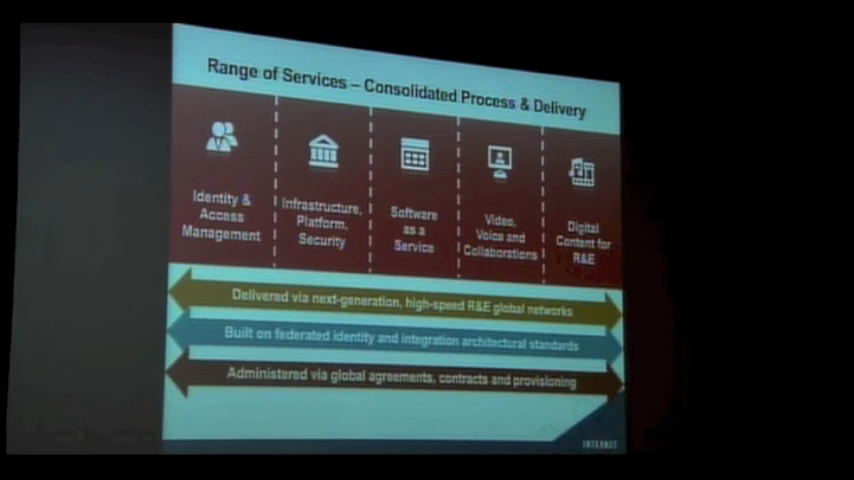 Range of Services – Consolidated Process & Delivery
Identity &
Access
Management
Infrastructure,
Platform,
Security
Software
as a
Service
Video,
Voice and
Collaborations
Digital
Content for
R&E
Delivered via next-generation, high-speed R&E global networks
Built on federated identity and integration architectural standards
Administered via global agreements, contracts and provisioning
INTERNET